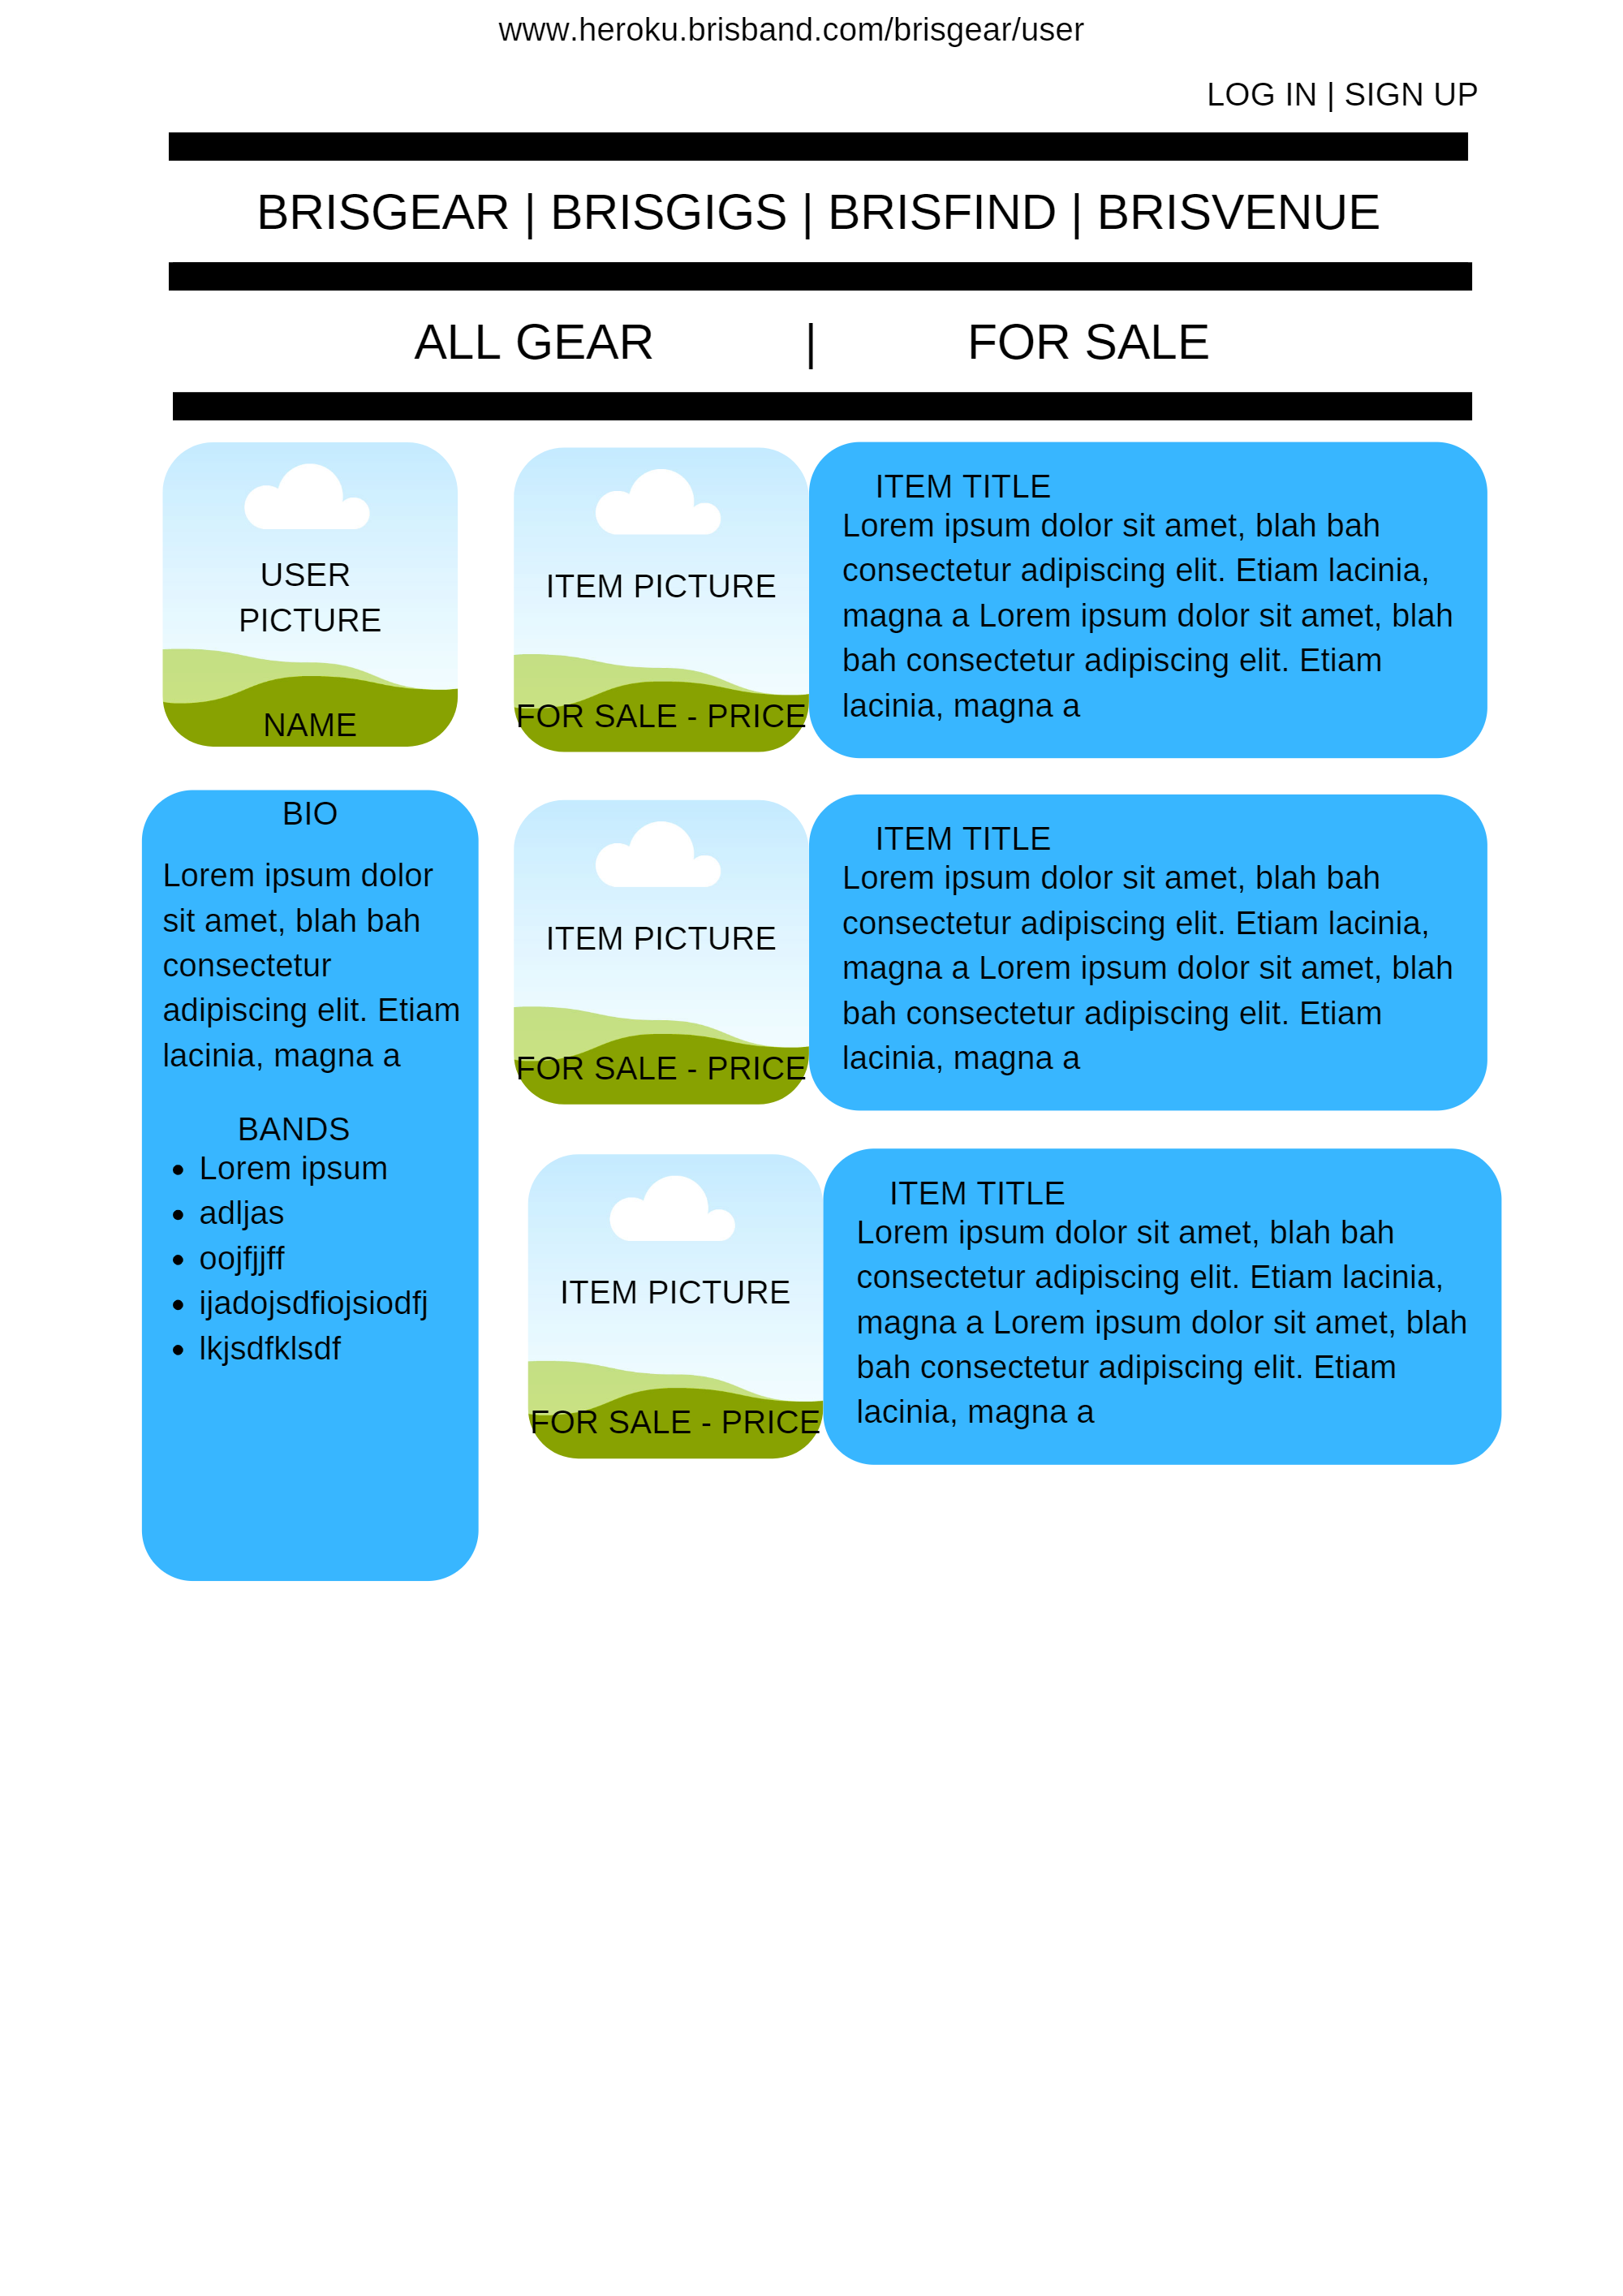 www.heroku.brisband.com/brisgear/user
LOG IN | SIGN UP
BRISGEAR | BRISGIGS | BRISFIND | BRISVENUE
ALL GEAR | FOR SALE
USER
PICTURE
NAME
BIO
Lorem ipsum dolor
sit amet, blah bah
consectetur
adipiscing elit. Etiam
lacinia, magna a
BANDS
• Lorem ipsum
• adljas
• oojfjjff
• ijadojsdfiojsiodfj
• lkjsdfklsdf
ITEM PICTURE
FOR SALE - PRICE
ITEM TITLE
Lorem ipsum dolor sit amet, blah bah
consectetur adipiscing elit. Etiam lacinia,
magna a Lorem ipsum dolor sit amet, blah
bah consectetur adipiscing elit. Etiam
lacinia, magna a
ITEM PICTURE
FOR SALE - PRICE
ITEM TITLE
Lorem ipsum dolor sit amet, blah bah
consectetur adipiscing elit. Etiam lacinia,
magna a Lorem ipsum dolor sit amet, blah
bah consectetur adipiscing elit. Etiam
lacinia, magna a
ITEM PICTURE
FOR SALE - PRICE
ITEM TITLE
Lorem ipsum dolor sit amet, blah bah
consectetur adipiscing elit. Etiam lacinia,
magna a Lorem ipsum dolor sit amet, blah
bah consectetur adipiscing elit. Etiam
lacinia, magna a